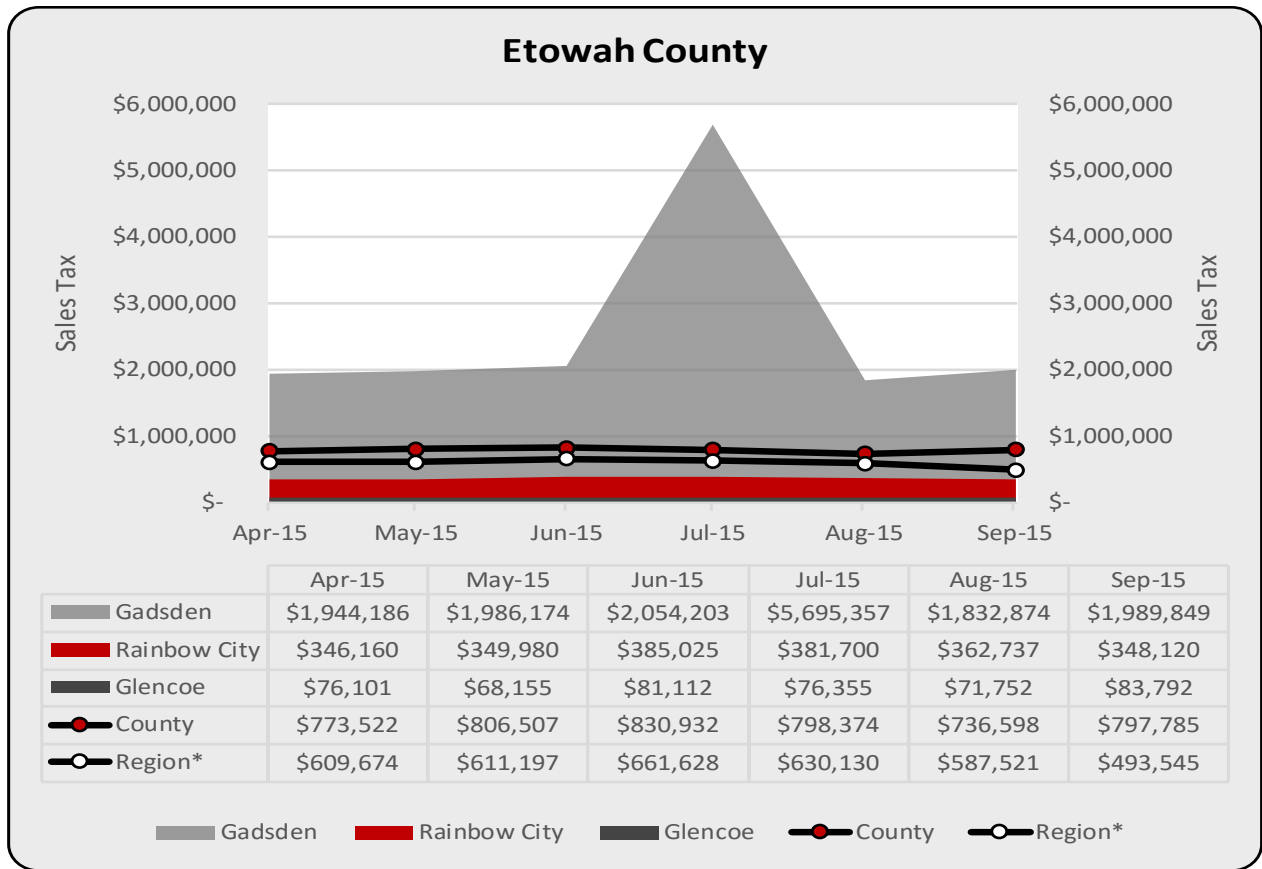 Etowah County
$6,000,000 $6,000,000
$5,000,000 $5,000,000
$4,000,000 $4,000,000
$3,000,000 $3,000,000
$2,000,000 $2,000,000
$1,000,000 $1,000,000
$- $-
Sales Tax
Sales Tax
Apr-15 May-15 Jun-15 Jul-15 Aug-15 Sep-15
Apr-15 May-15 Jun-15 Jul-15 Aug-15 Sep-15
Gadsden $1,944,186 $1,986,174 $2,054,203 $5,695,357 $1,832,874 $1,989,849
Rainbow City $346,160 $349,980 $385,025 $381,700 $362,737 $348,120
Glencoe $76,101 $68,155 $81,112 $76,355 $71,752 $83,792
County $773,522 $806,507 $830,932 $798,374 $736,598 $797,785
Region* $609,674 $611,197 $661,628 $630,130 $587,521 $493,545
Gadsden Rainbow City Glencoe County Region*